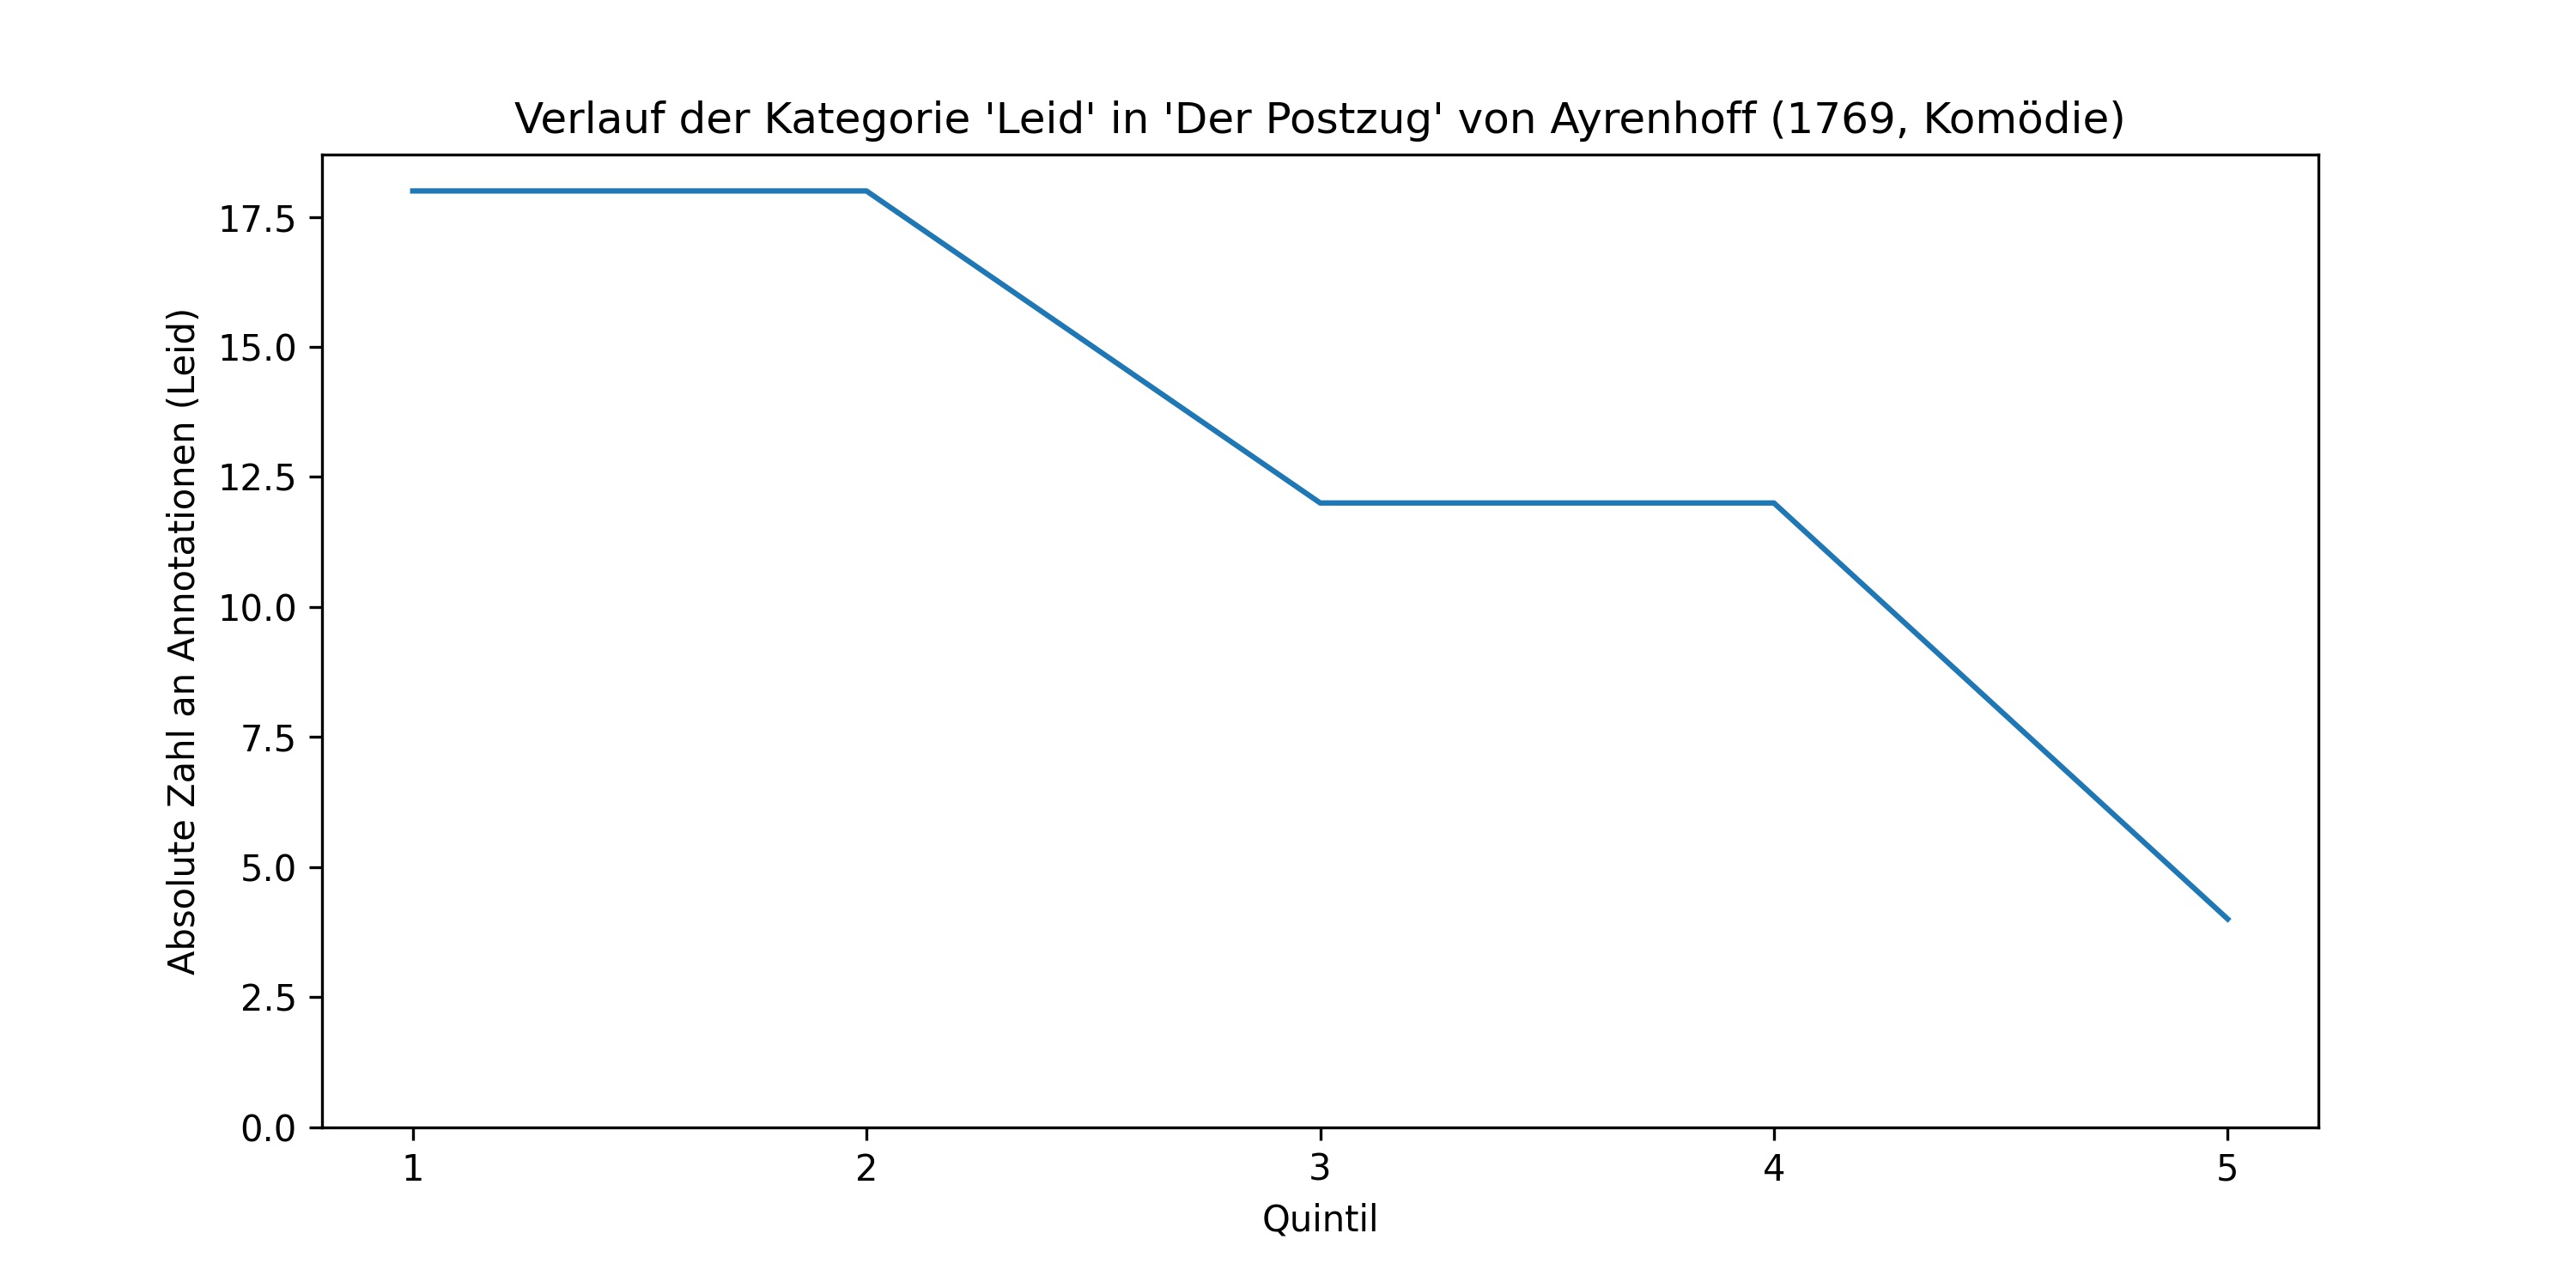 Verlauf der Kategorie 'Leid' in 'Der Postzug' von Ayrenhoff (1769, Komödie)
Absolute Zahl an Annotationen (Leid)
17.5
15.0
12.5
10.0
7.5
5.0
2.5
0.0
1 2 3 4 5
Quintil